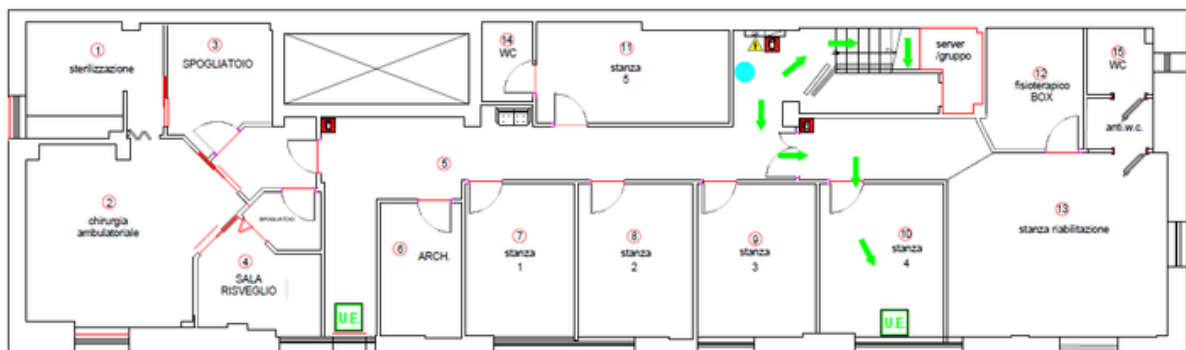 1
sterilizzazione
3
SPOGLIATOIO
14
WC
11
stanza
5
server
/gruppo
12
fisioterapico
BOX
15
WC
anti.w.c.
5
2
chirurgia
ambulatoriale
SPOGLIATOIO
4
SALA
RISVEGLIO
6
ARCH.
7
stanza
1
8
stanza
2
9
stanza
3
10
stanza
4
13
stanza riabilitazione
U.E.
U.E.